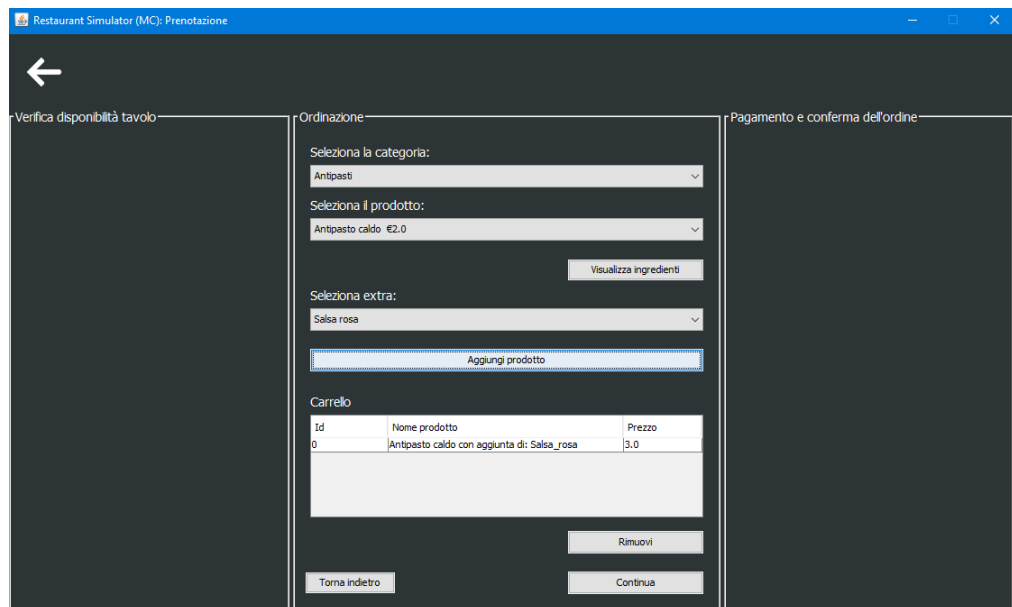 Restaurant Simulator (MC): Prenotazione
Verifica disponibilità tavolo
Ordinazione
Seleziona la categoria:
Antipasti
Seleziona il prodotto:
Antipasto caldo €2.0
Visualizza ingredienti
Seleziona extra:
Salsa rosa
Aggiungi prodotto
Carrello
Id Nome prodotto Prezzo
0 Antipasto caldo con aggiunta di: Salsa_rosa 3.0
Rimuovi
Torna indietro Continua
Pagamento e conferma dell'ordine